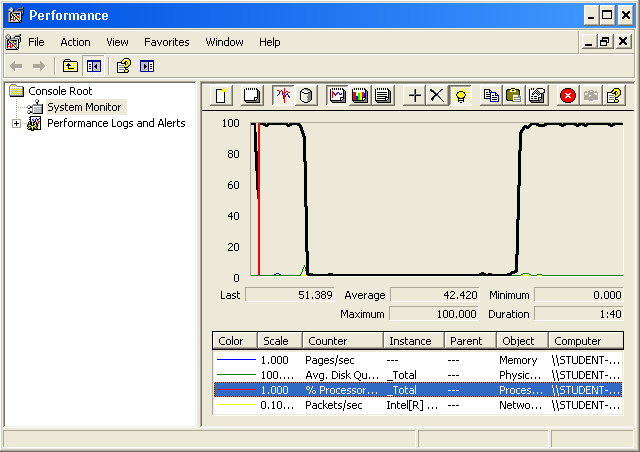 Performance
File Action View Favorites Window Help
Console Root
System Monitor
Performance Logs and Alerts
100
80
60
40
20
0
Last 51.389 Average 42.420 Minimum 0.000
Maximum 100.000 Duration 1:40
Color Scale Counter Instance Parent Object Computer
1.000 Pages/sec --- --- Memory \\STUDENT-...
100.... Avg. Disk Qu... _Total --- Physic... \\STUDENT-...
1.000 % Processor... _Total --- Proces... \\STUDENT-...
0.10... Packets/sec Intel[R] ... --- Netwo... \\STUDENT-...